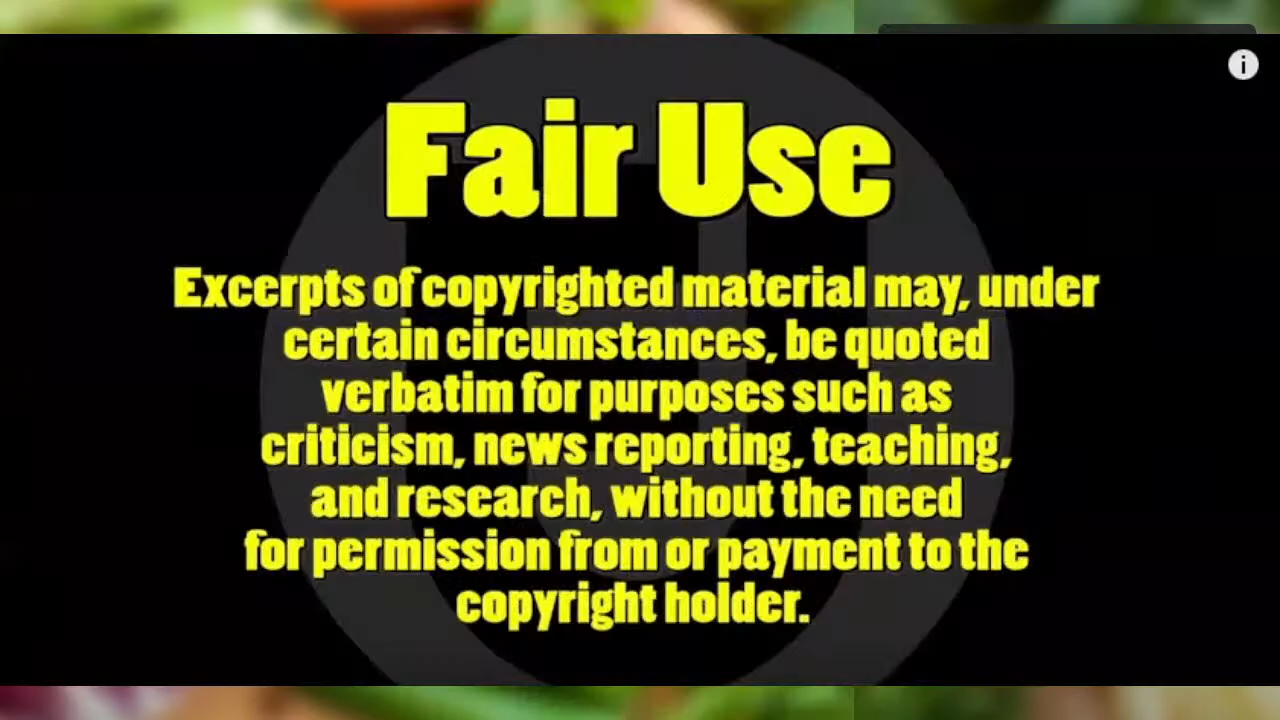 Fair Use
Excerpts of copyrighted material may, under
certain circumstances, be quoted
verbatim for purposes such as
criticism, news reporting, teaching,
and research, without the need
for permission from or payment to the
copyright holder.